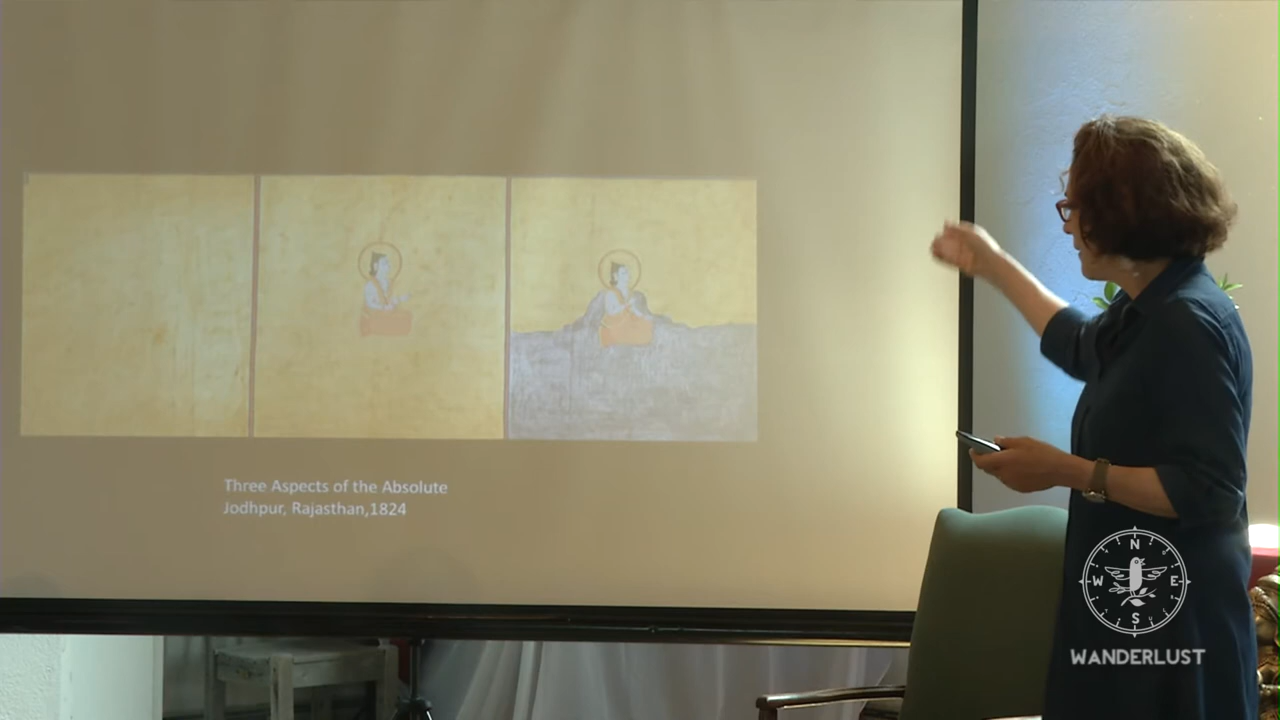 Three Aspects of the Absolute
Jodhpur, Rajasthan,1824
N
W E
S
WANDERLUST